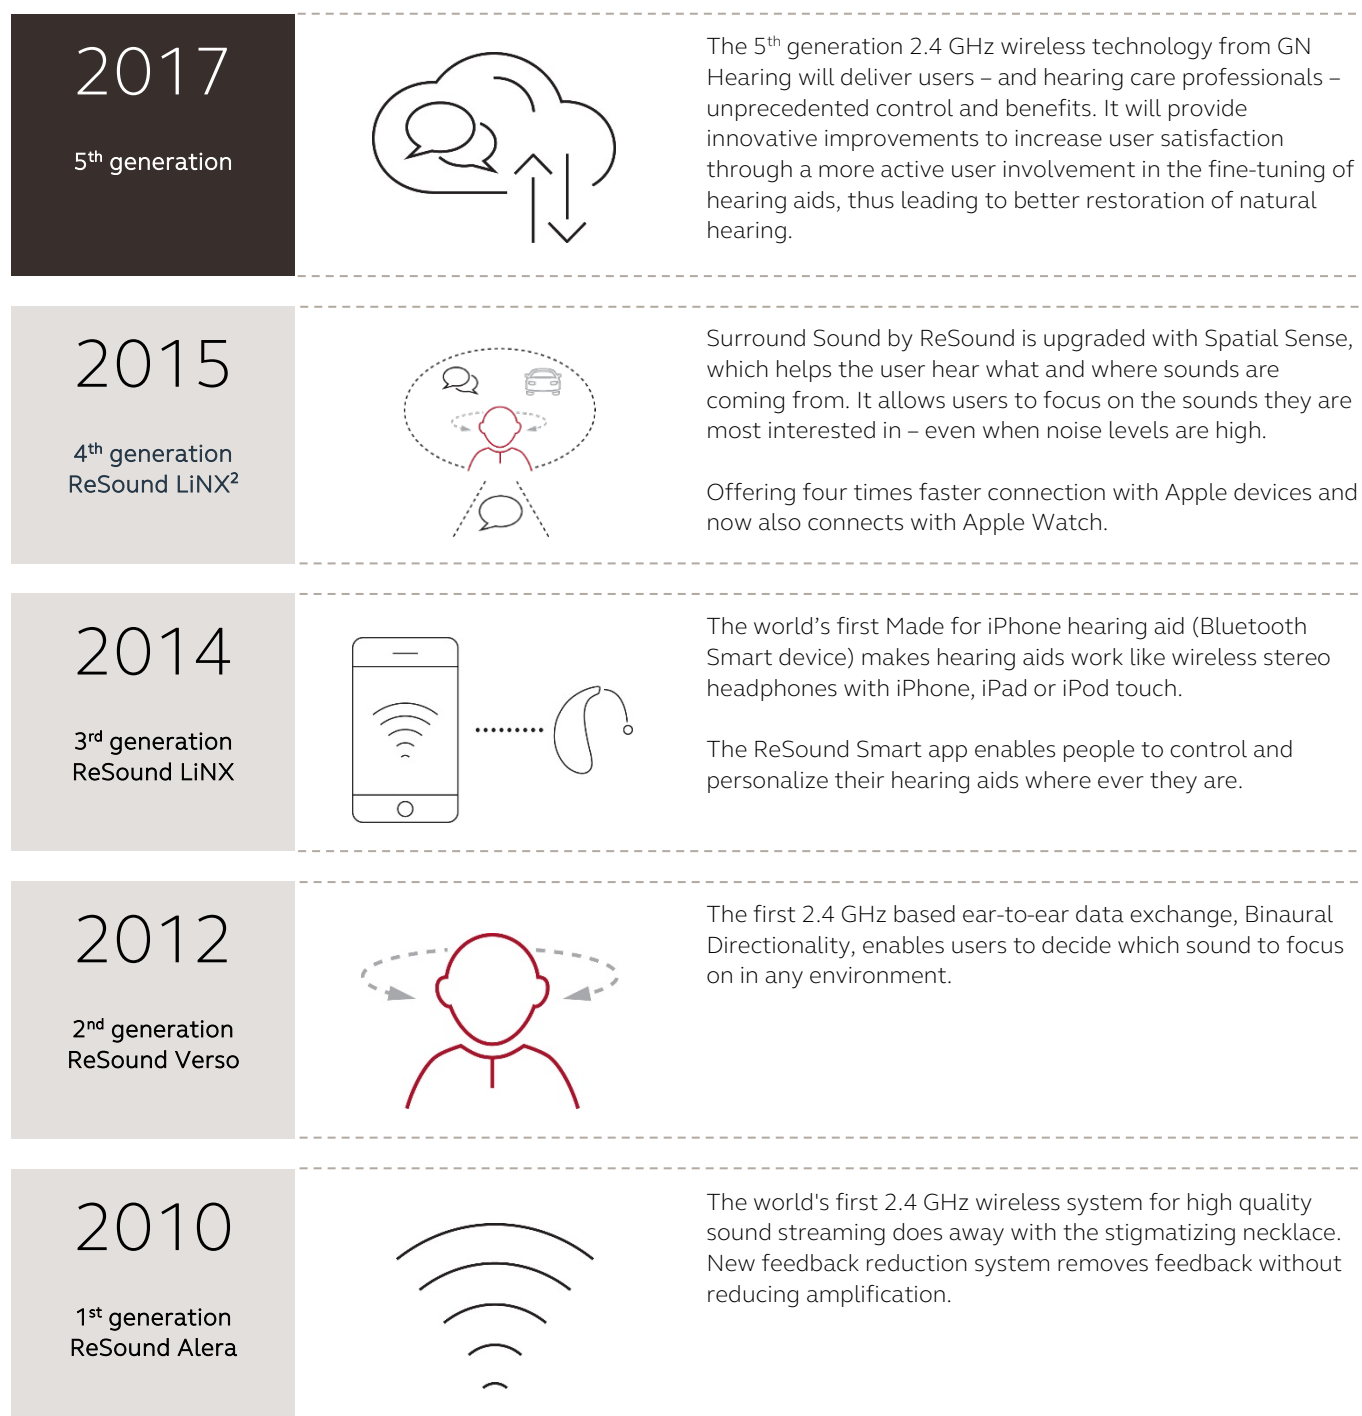 2017
5th generation
The 5th generation 2.4 GHz wireless technology from GN
Hearing will deliver users – and hearing care professionals –
unprecedented control and benefits. It will provide
innovative improvements to increase user satisfaction
through a more active user involvement in the fine-tuning of
hearing aids, thus leading to better restoration of natural
hearing.
2015
4th generation
ReSound LiNX²
Surround Sound by ReSound is upgraded with Spatial Sense,
which helps the user hear what and where sounds are
coming from. It allows users to focus on the sounds they are
most interested in – even when noise levels are high.
Offering four times faster connection with Apple devices and
now also connects with Apple Watch.
2014
3rd generation
ReSound LiNX
The world’s first Made for iPhone hearing aid (Bluetooth
Smart device) makes hearing aids work like wireless stereo
headphones with iPhone, iPad or iPod touch.
The ReSound Smart app enables people to control and
personalize their hearing aids where ever they are.
2012
2nd generation
ReSound Verso
The first 2.4 GHz based ear-to-ear data exchange, Binaural
Directionality, enables users to decide which sound to focus
on in any environment.
2010
1st generation
ReSound Alera
The world's first 2.4 GHz wireless system for high quality
sound streaming does away with the stigmatizing necklace.
New feedback reduction system removes feedback without
reducing amplification.